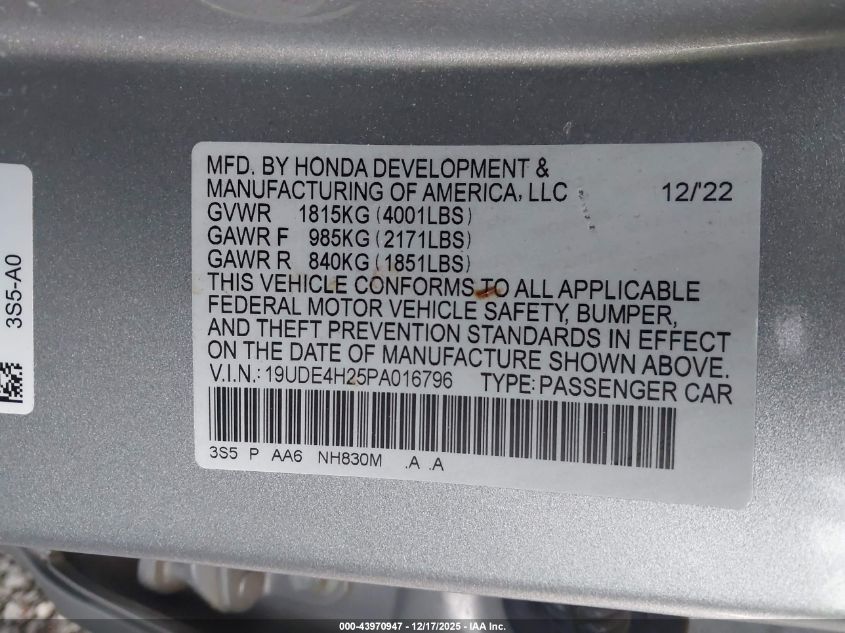 MFD. BY HONDA DEVELOPMENT &
MANUFACTURING OF AMERICA, LLC 12/'22
GVWR 1815KG (4001LBS)
GAWR F 985KG (2171LBS)
GAWR R 840KG (1851LBS)
THIS VEHICLE CONFORMS TO ALL APPLICABLE
FEDERAL MOTOR VEHICLE SAFETY, BUMPER,
AND THEFT PREVENTION STANDARDS IN EFFECT
ON THE DATE OF MANUFACTURE SHOWN ABOVE.
V.I.N.: 19UDE4H25PA016796 TYPE: PASSENGER CAR
3S5 P AA6 NH830M .A .A
3S5-A0
000-43970947 - 12/17/2025 - IAA Inc.